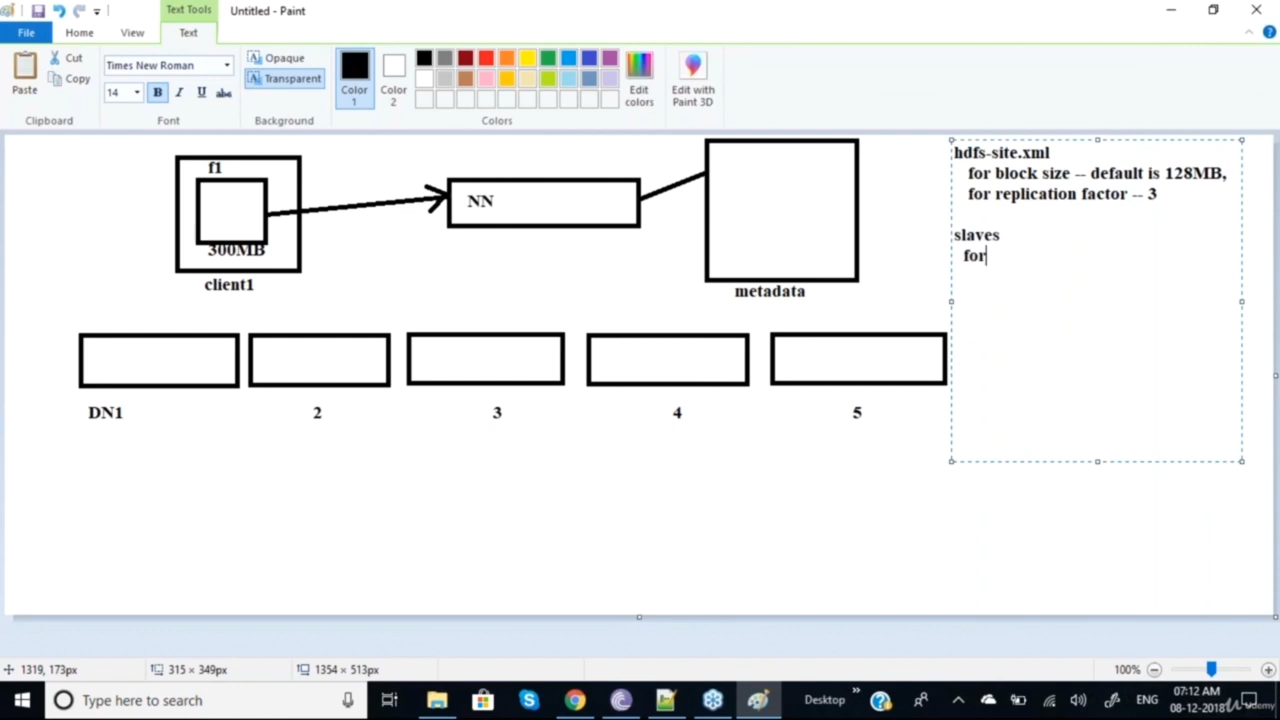 Text Tools
Untitled - Paint
File
Home
View
Text
Paste
Cut
Copy
Clipboard
Times New Roman
14
B I U abc
Font
Opaque
Transparent
Background
Color 1
Color 2
Edit colors
Colors
Edit with Paint 3D
f1
300MB
client1
NN
metadata
hdfs-site.xml
for block size -- default is 128MB,
for replication factor -- 3
slaves
for
DN1 2 3 4 5
1319, 173px
315 × 349px
1354 × 513px
100%
Type here to search
Desktop
ENG
07:12 AM
08-12-2018
Udemy